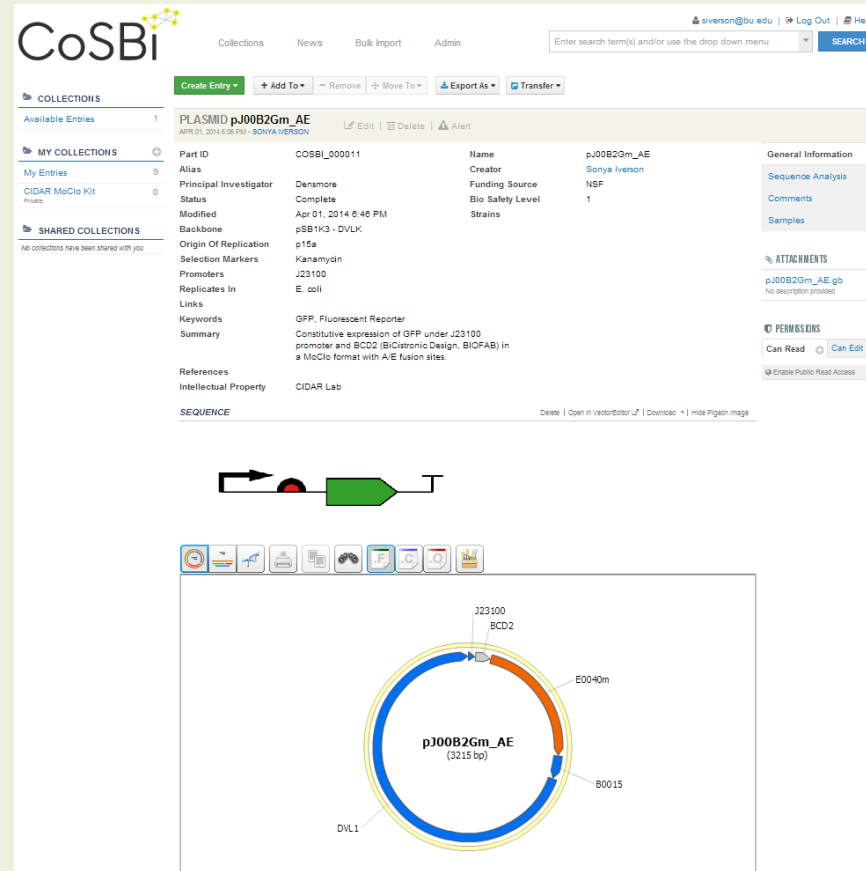 CoSBi
siverson@bu.edu | Log Out |
Collections News Bulk Import Admin
Enter search term(s) and/or use the drop down menu SEARCH
Create Entry + Add To − Remove Move To Export As Transfer
COLLECTIONS
Available Entries 1
MY COLLECTIONS
My Entries 9
CIDAR MoClo Kit 0
Private
SHARED COLLECTIONS
No collections have been shared with you
PLASMID pJ00B2Gm_AE
APR 01, 2014 6:06 PM - SONYA IVERSON
Edit | Delete | Alert
Part ID COSBI_000011 Name pJ00B2Gm_AE
Alias Creator Sonya Iverson
Principal Investigator Densmore Funding Source NSF
Status Complete Bio Safety Level 1
Modified Apr 01, 2014 6:46 PM Strains
Backbone pSB1K3 - DVLK
Origin Of Replication p15a
Selection Markers Kanamycin
Promoters J23100
Replicates In E. coli
Links
Keywords GFP, Fluorescent Reporter
Summary Constitutive expression of GFP under J23100
promoter and BCD2 (BiCistronic Design, BIOFAB) in
a MoClo format with A/E fusion sites.
References
Intellectual Property CIDAR Lab
General Information
Sequence Analysis
Comments
Samples
ATTACHMENTS
pJ00B2Gm_AE.gb
No description provided
PERMISSIONS
Can Read Can Edit
Enable Public Read Access
SEQUENCE Delete | Open in VectorEditor | Download | Hide Pigeon Image
.F .C .O
J23100
BCD2
E0040m
pJ00B2Gm_AE
(3215 bp)
B0015
DVL1